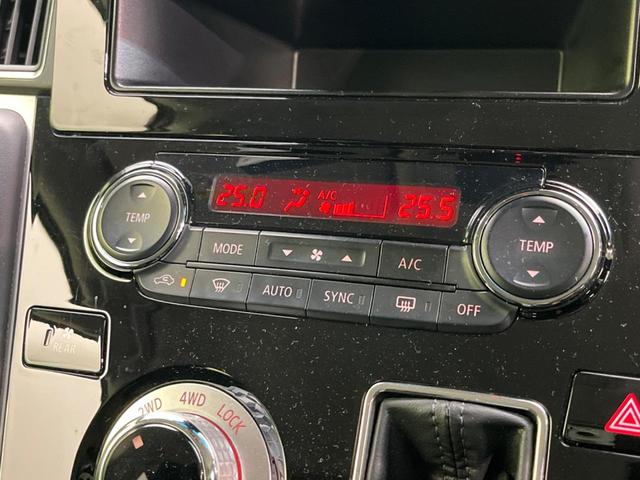 25.0 A/C 25.5
TEMP
TEMP
MODE
A/C
AUTO
SYNC
OFF
REAR
2WD 4WD LOCK